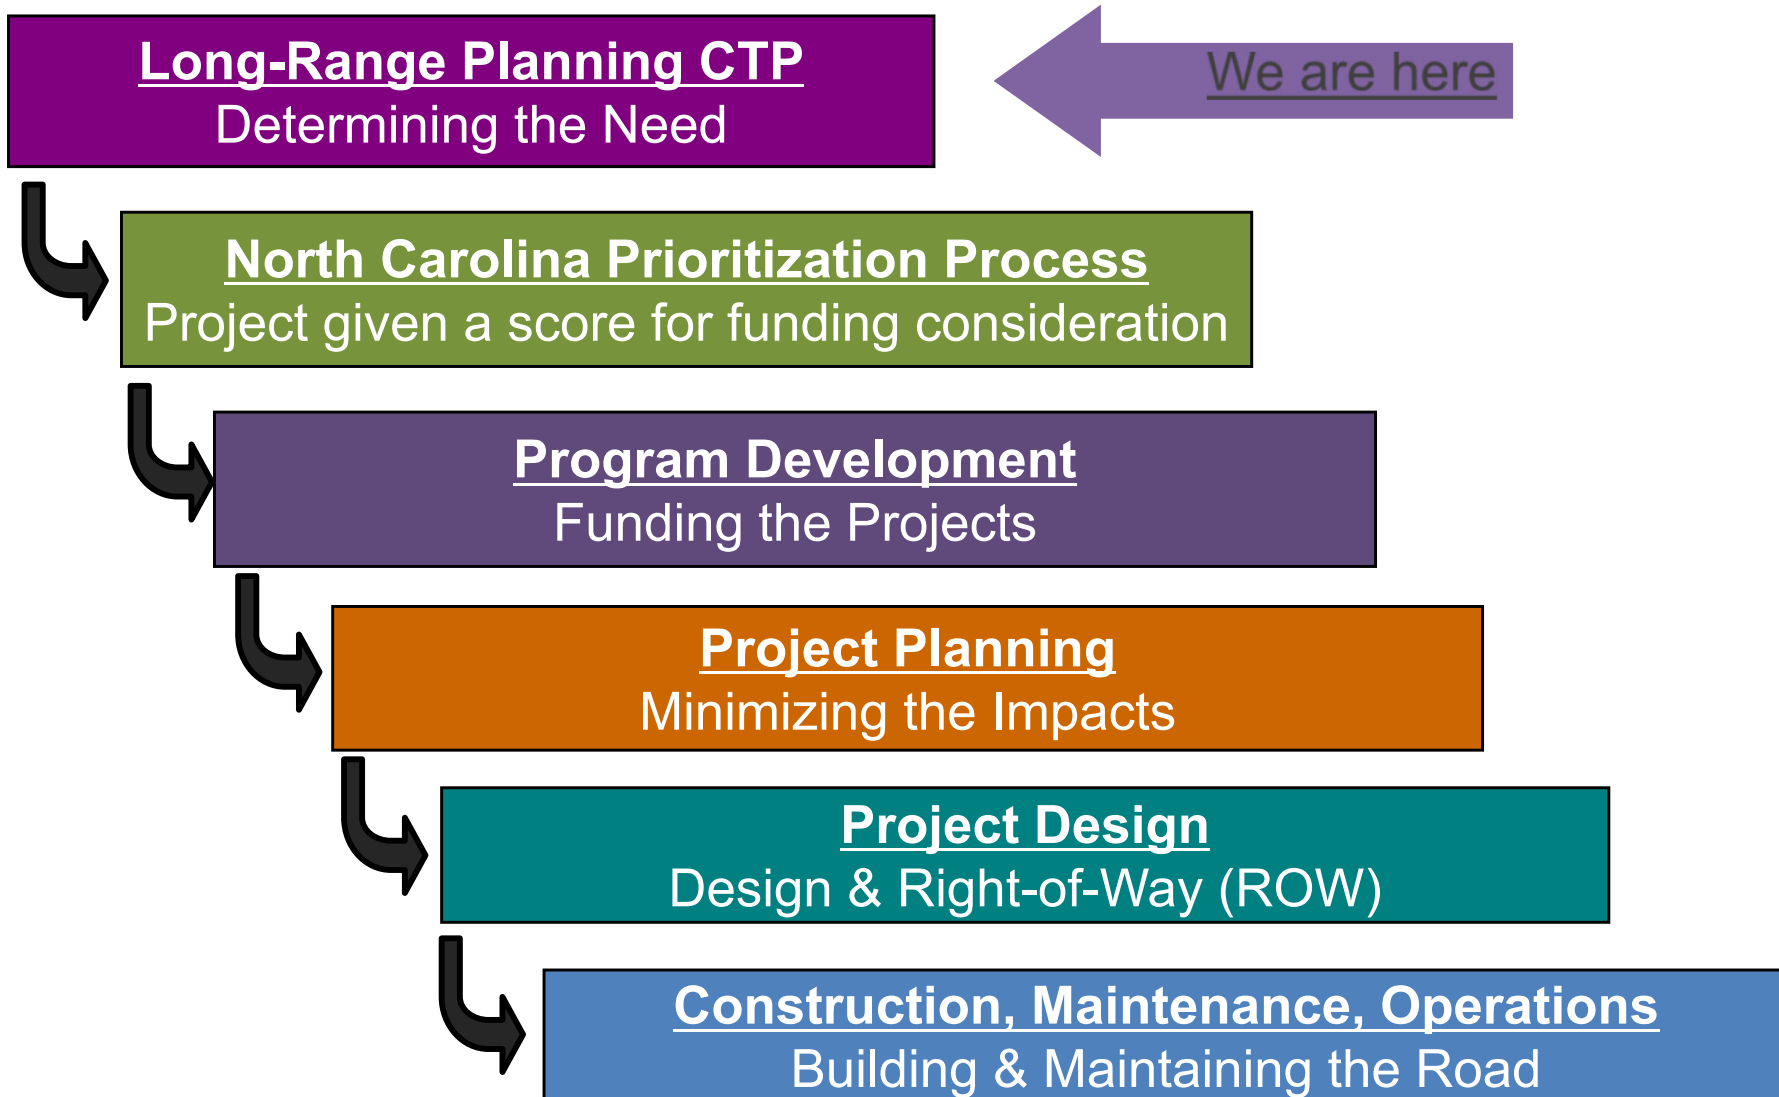 Long-Range Planning CTP
Determining the Need
We are here
North Carolina Prioritization Process
Project given a score for funding consideration
Program Development
Funding the Projects
Project Planning
Minimizing the Impacts
Project Design
Design & Right-of-Way (ROW)
Construction, Maintenance, Operations
Building & Maintaining the Road